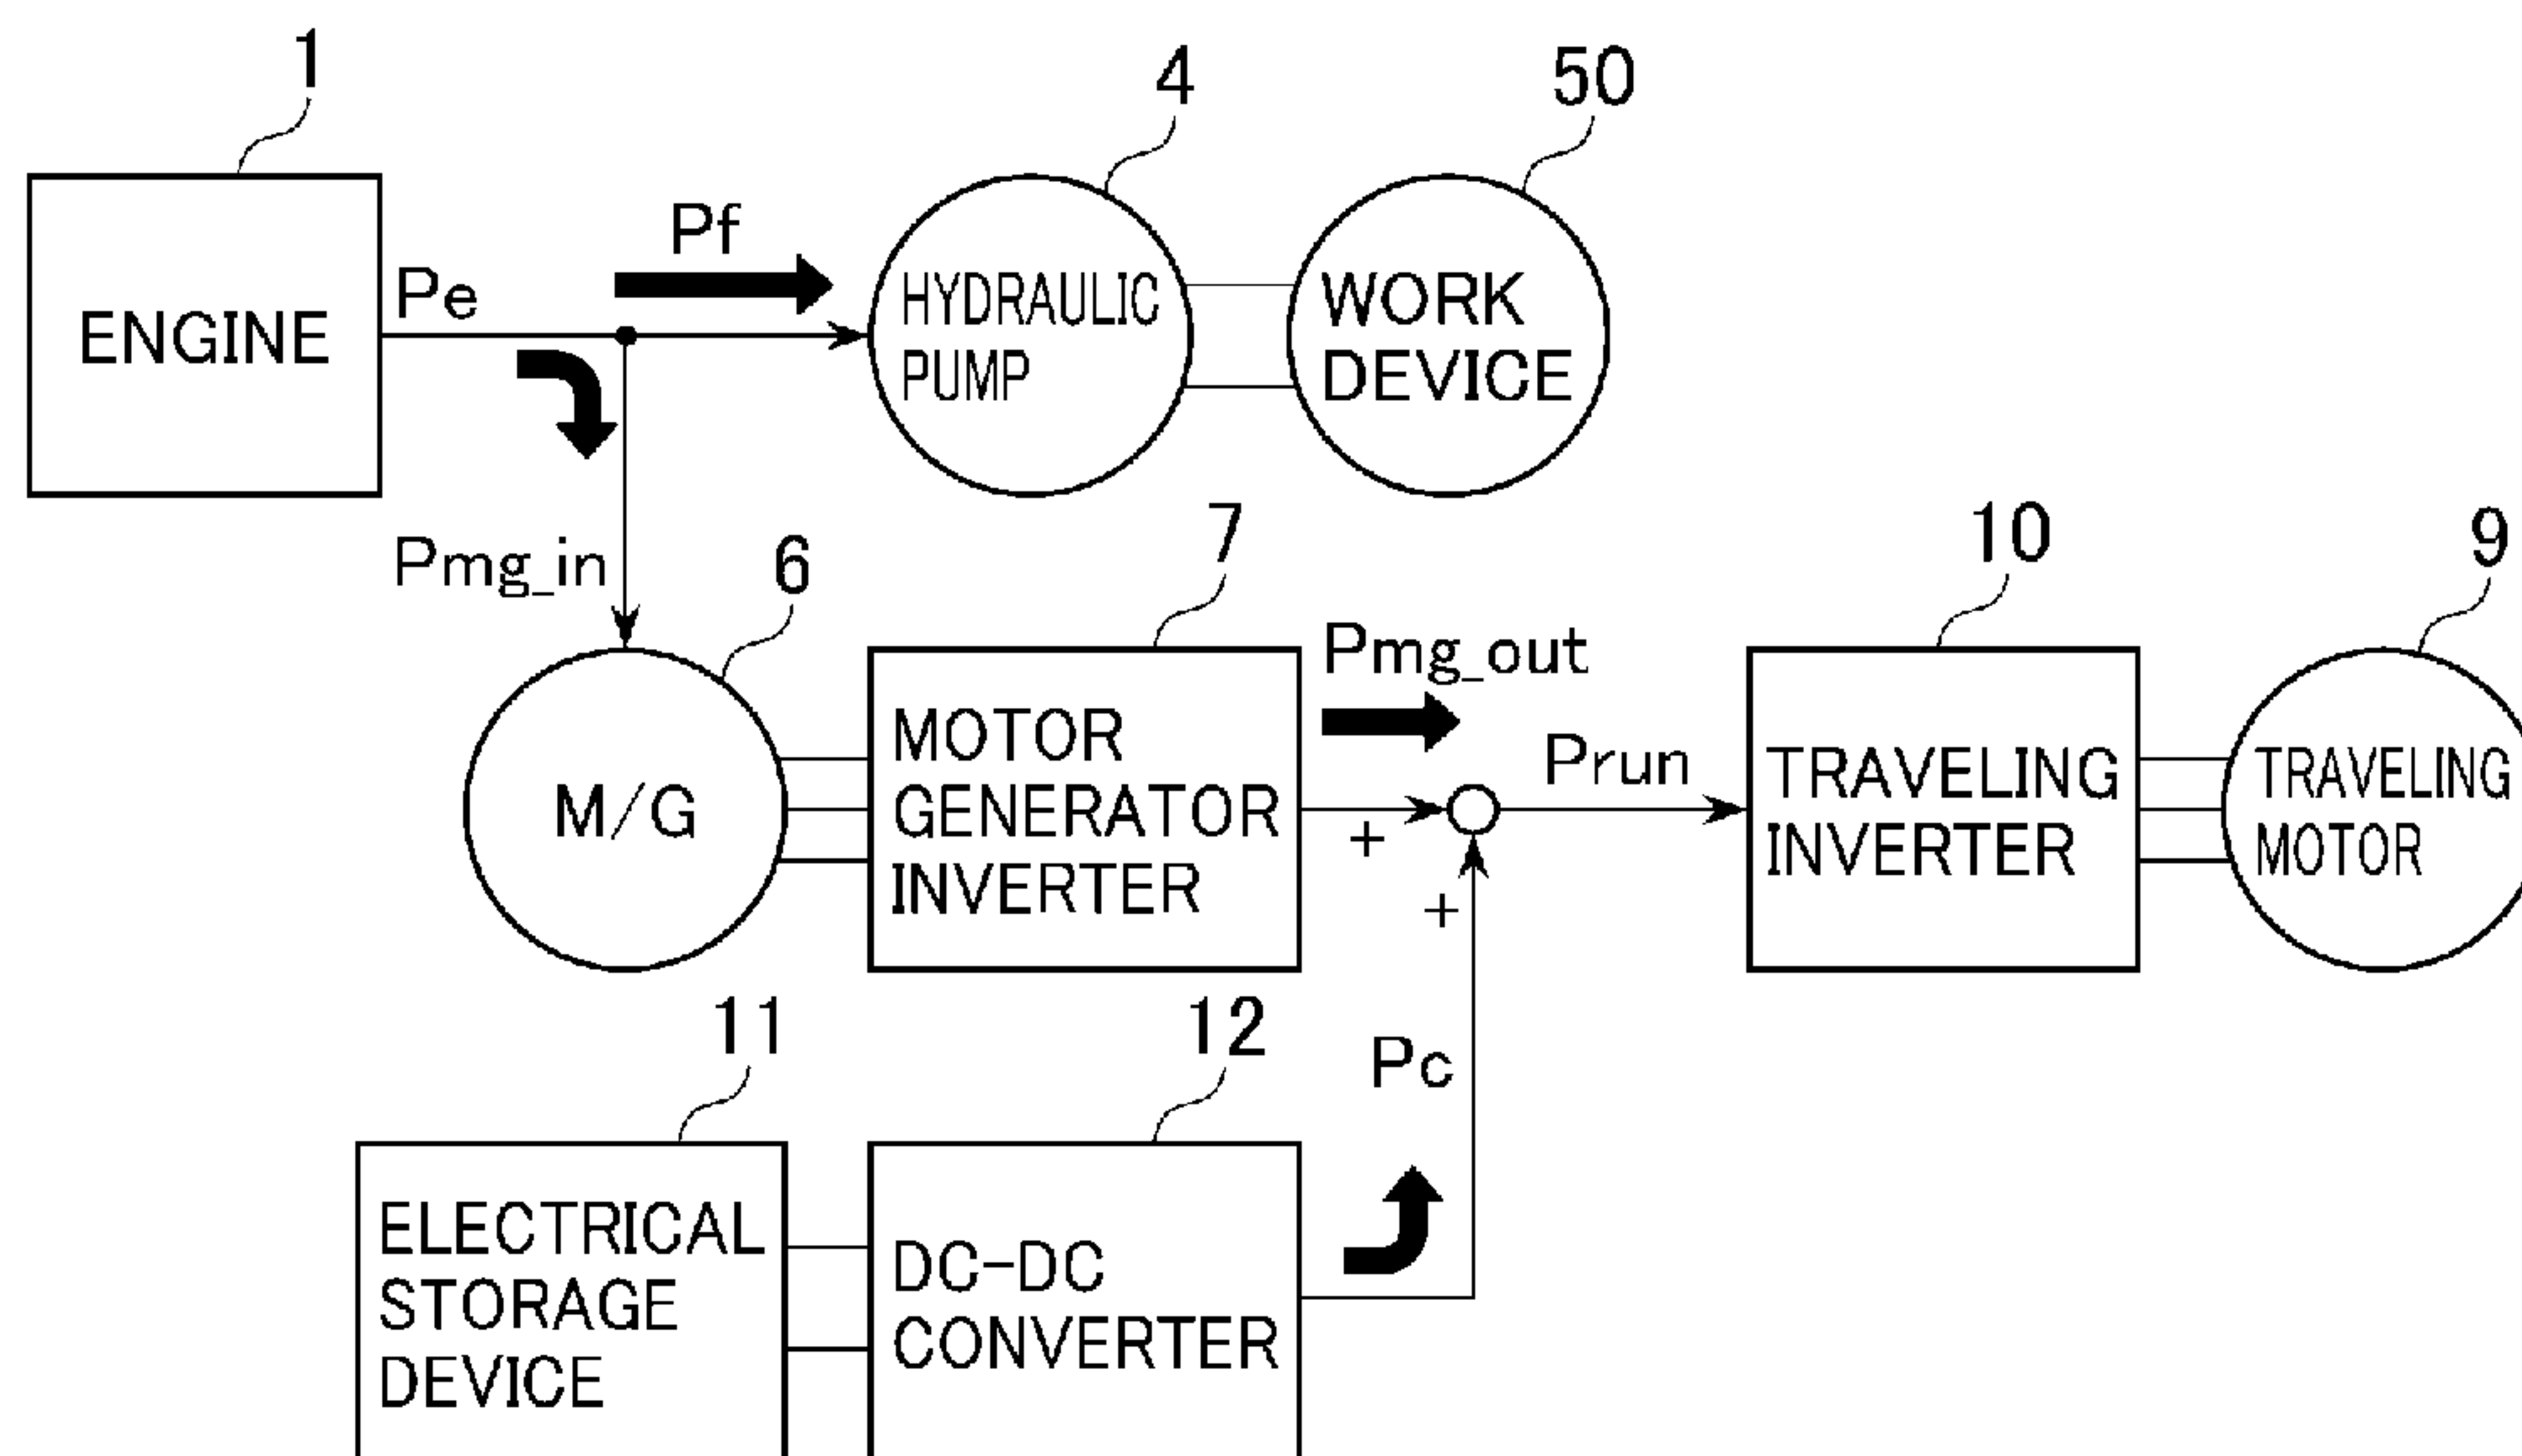 1
4
50
Pf
Pe
ENGINE
HYDRAULIC
PUMP
WORK
DEVICE
Pmg_in
6
7
10
9
Pmg_out
Prun
M/G
MOTOR
GENERATOR
INVERTER
+
+
TRAVELING
INVERTER
TRAVELING
MOTOR
11
12
Pc
ELECTRICAL
STORAGE
DEVICE
DC-DC
CONVERTER